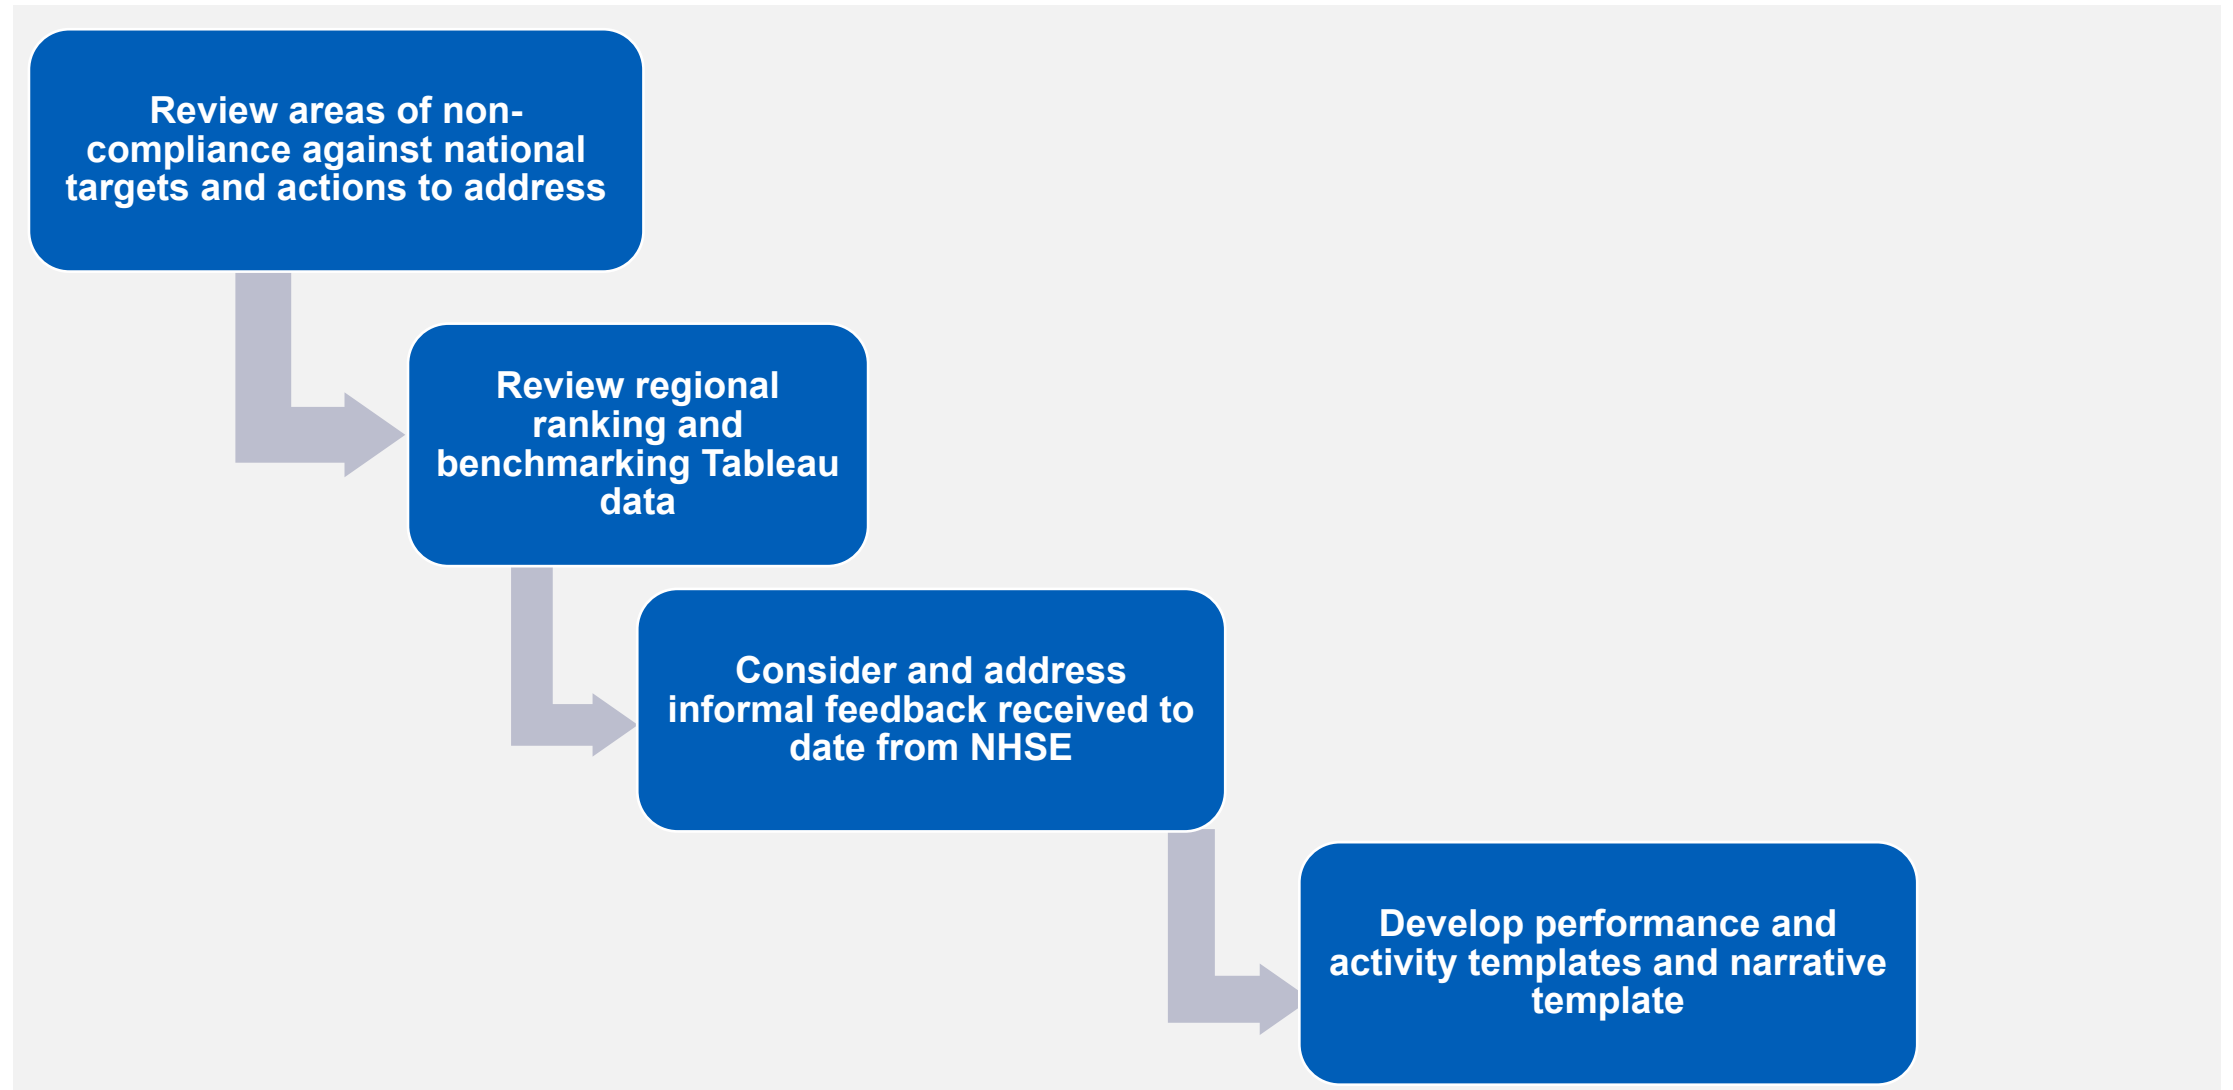 Review areas of non-
compliance against national
targets and actions to address
Review regional
ranking and
benchmarking Tableau
data
Consider and address
informal feedback received to
date from NHSE
Develop performance and
activity templates and narrative
template